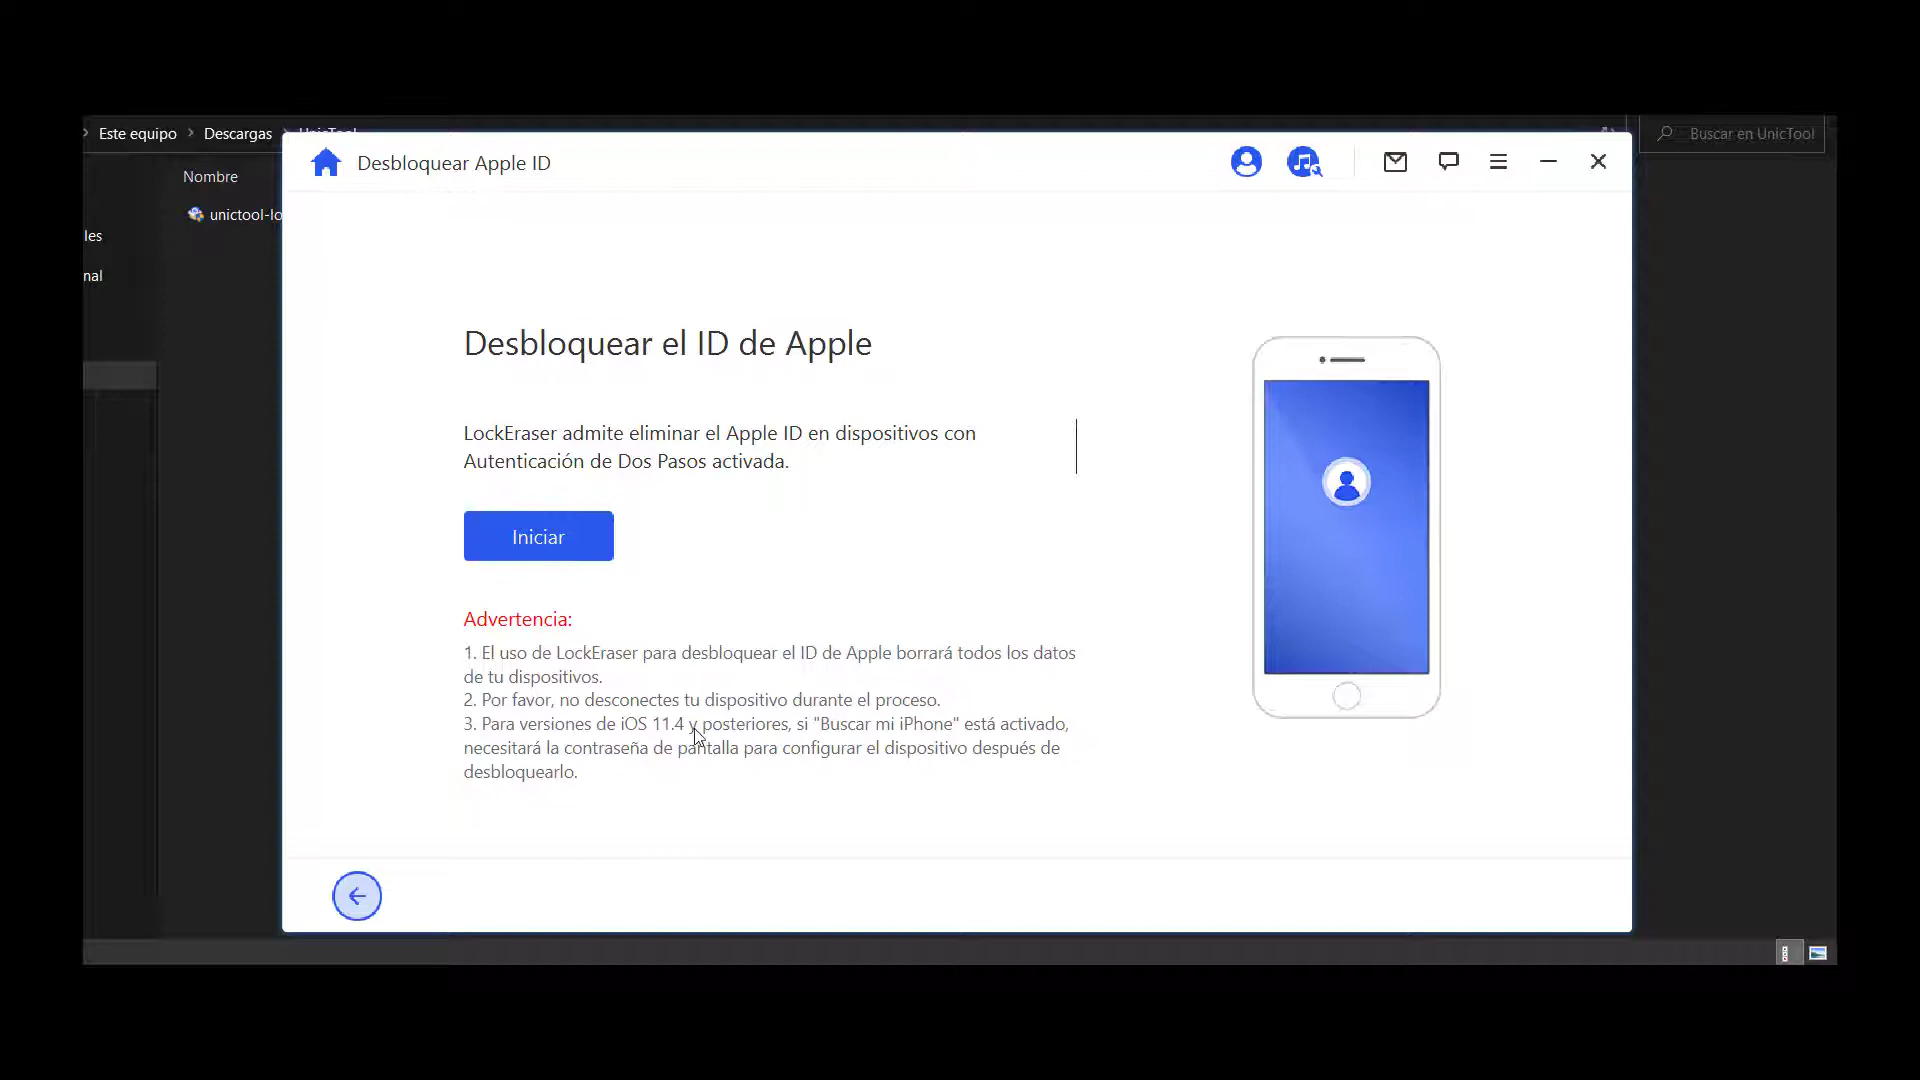 Este equipo > Descargas > UnicTool
Buscar en UnicTool
Desbloquear Apple ID
Nombre
unictool-lo
les
nal
Desbloquear el ID de Apple
LockEraser admite eliminar el Apple ID en dispositivos con
Autenticación de Dos Pasos activada.
Iniciar
Advertencia:
1. El uso de LockEraser para desbloquear el ID de Apple borrará todos los datos
de tu dispositivos.
2. Por favor, no desconectes tu dispositivo durante el proceso.
3. Para versiones de iOS 11.4 y posteriores, si "Buscar mi iPhone" está activado,
necesitará la contraseña de pantalla para configurar el dispositivo después de
desbloquearlo.